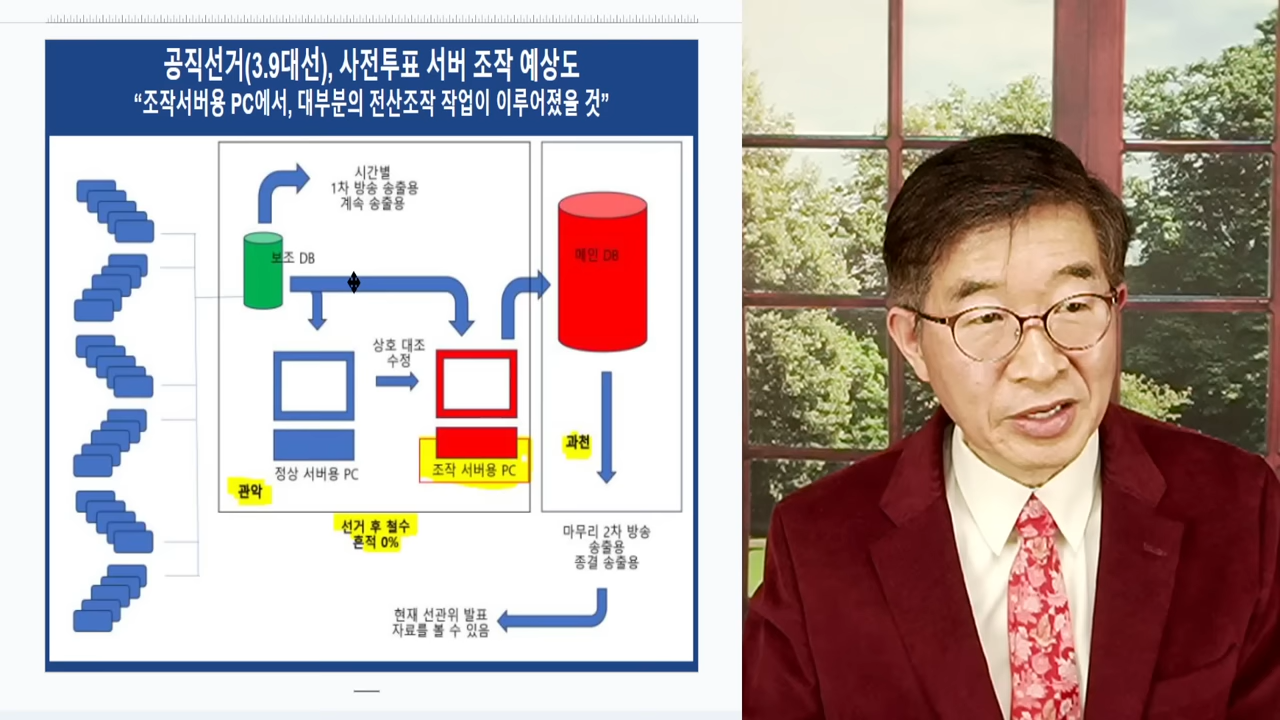 공직선거(3.9대선), 사전투표 서버 조작 예상도
“조작서버용 PC에서, 대부분의 전산조작 작업이 이루어졌을 것”
시간별
1차 방송 송출용
계속 송출용
보조 DB
메인 DB
상호 대조
수정
정상 서버용 PC
조작 서버용 PC
관악
과천
선거 후 철수
흔적 0%
마무리 2차 방송
송출용
종결 송출용
현재 선관위 발표
자료를 볼 수 있음